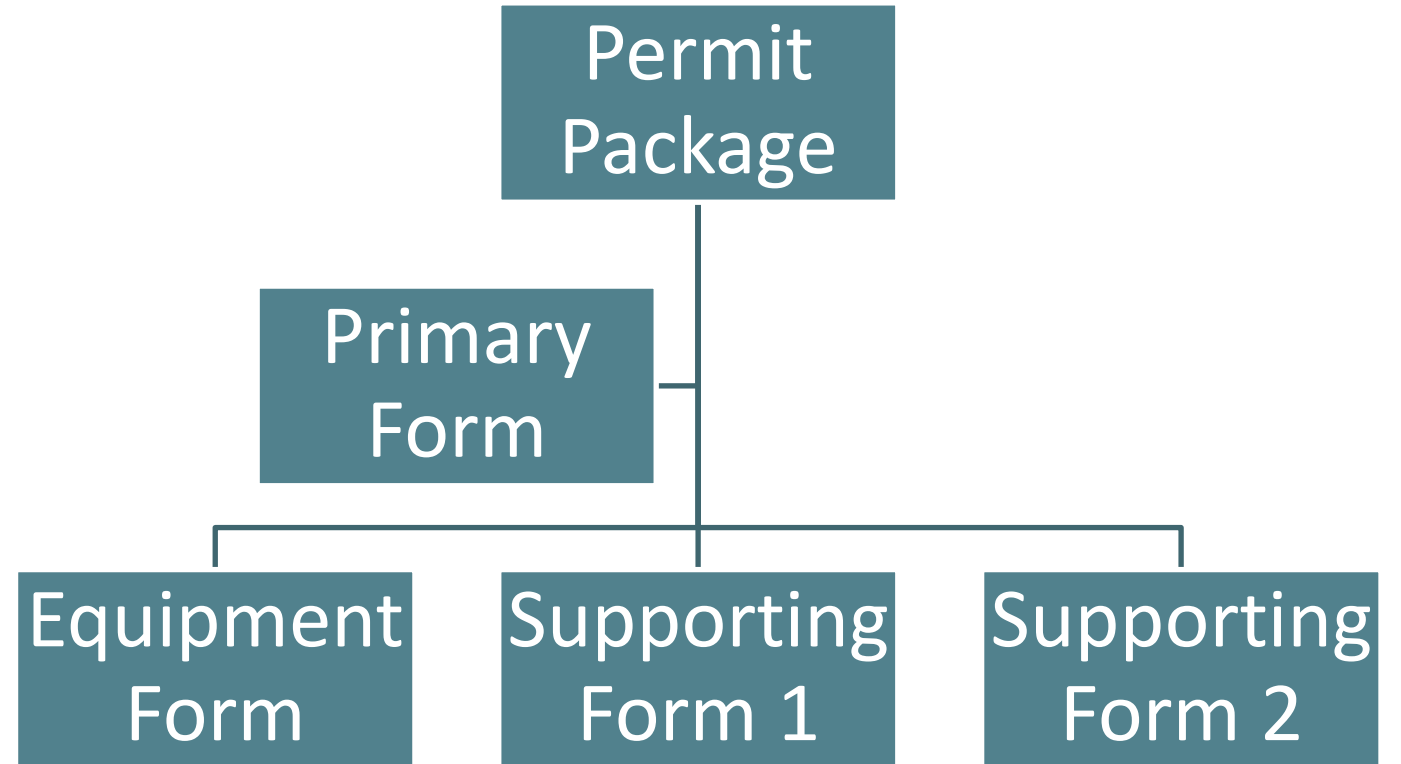 Permit
Package
Primary
Form
Equipment
Form
Supporting
Form 1
Supporting
Form 2